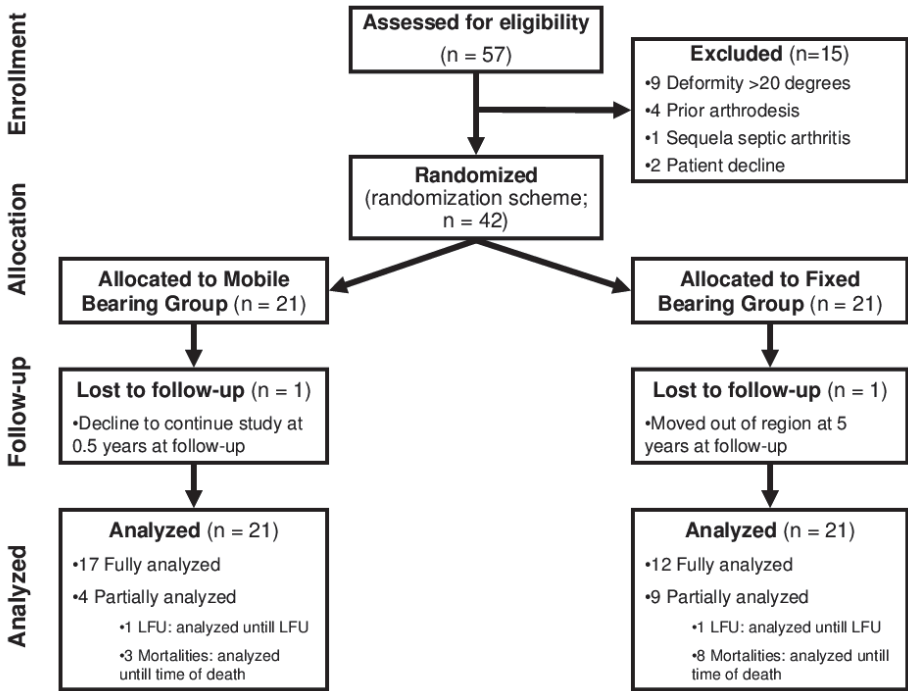 Enrollment
Assessed for eligibility
(n = 57)
Excluded (n=15)
•9 Deformity >20 degrees
•4 Prior arthrodesis
•1 Sequela septic arthritis
•2 Patient decline
Allocation
Randomized
(randomization scheme;
n = 42)
Allocated to Mobile
Bearing Group (n = 21)
Allocated to Fixed
Bearing Group (n = 21)
Follow-up
Lost to follow-up (n = 1)
•Decline to continue study at
0.5 years at follow-up
Lost to follow-up (n = 1)
•Moved out of region at 5
years at follow-up
Analyzed
Analyzed (n = 21)
•17 Fully analyzed
•4 Partially analyzed
•1 LFU: analyzed untill LFU
•3 Mortalities: analyzed
untill time of death
Analyzed (n = 21)
•12 Fully analyzed
•9 Partially analyzed
•1 LFU: analyzed untill LFU
•8 Mortalities: analyzed untill
time of death